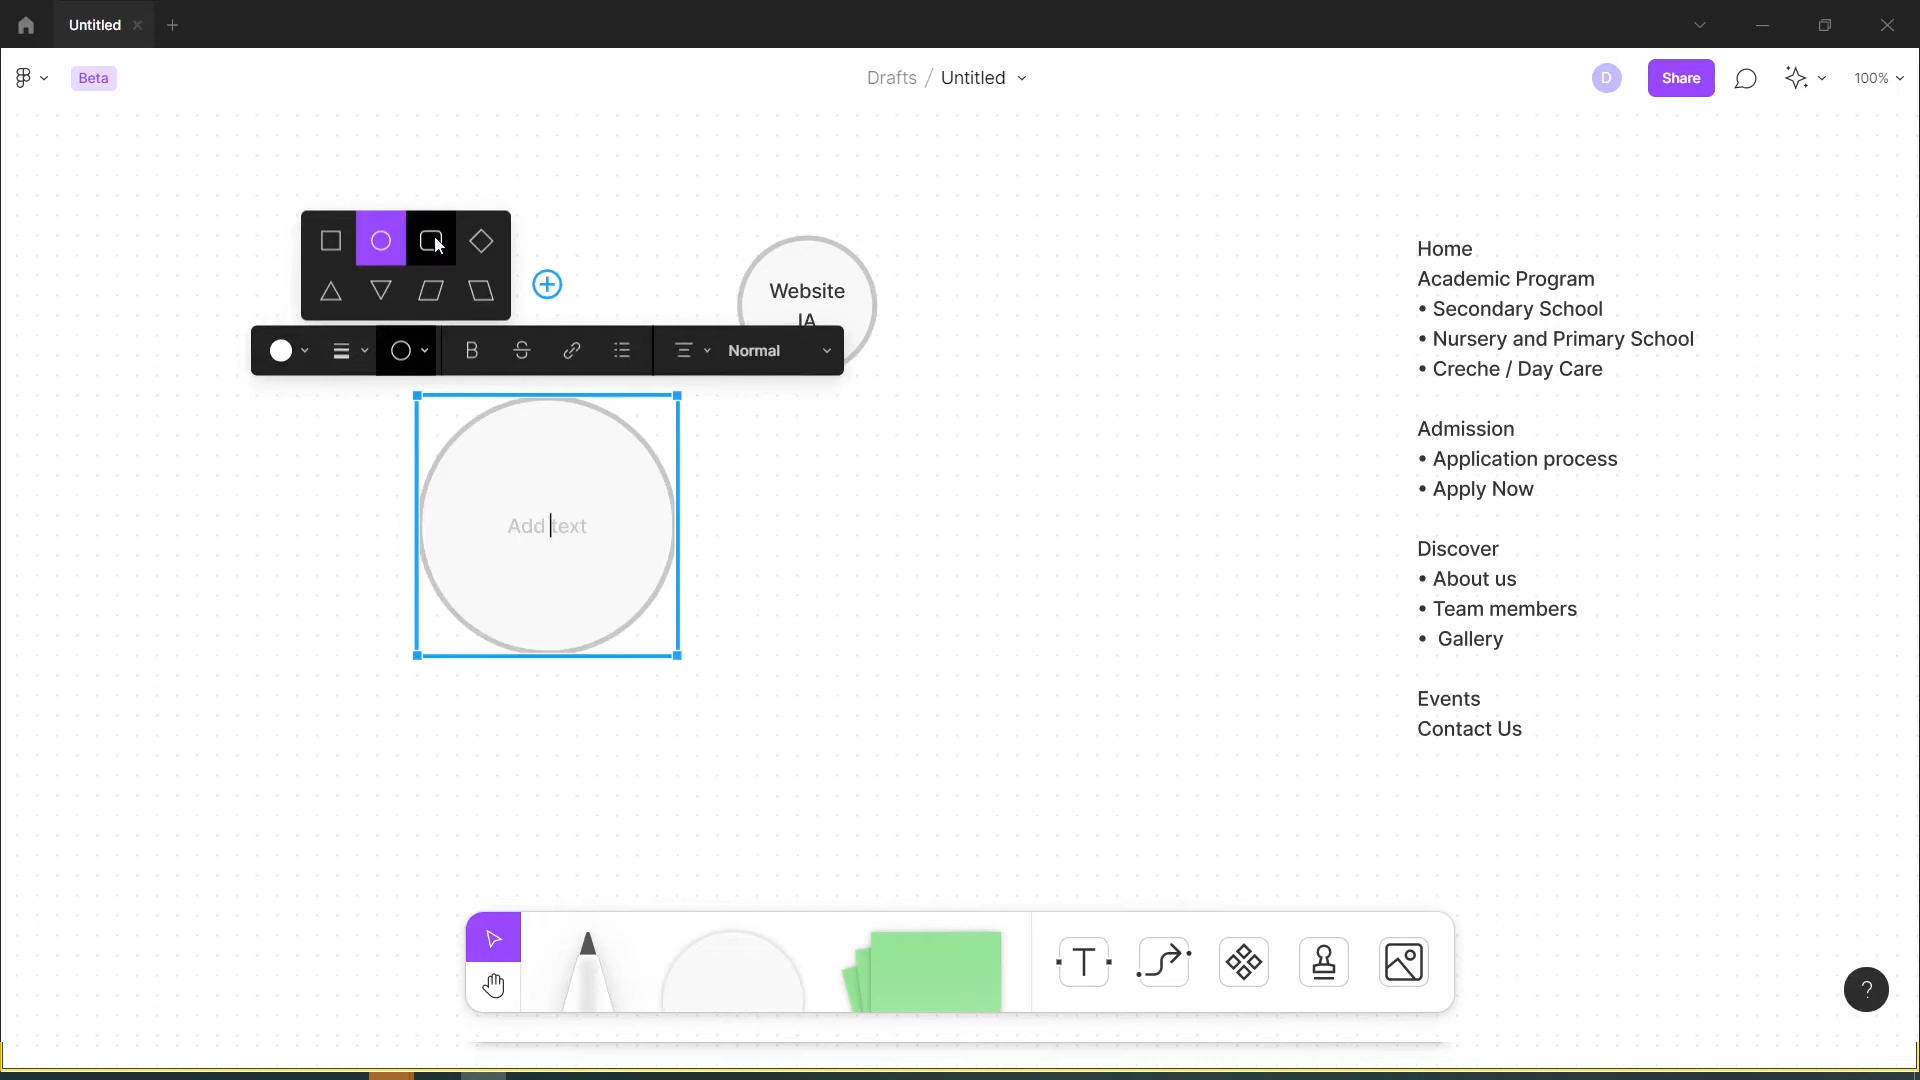 Untitled
Beta
Drafts / Untitled
D
Share
100%
Website
IA
Normal
Add text
Home
Academic Program
• Secondary School
• Nursery and Primary School
• Creche / Day Care
Admission
• Application process
• Apply Now
Discover
• About us
• Team members
• Gallery
Events
Contact Us